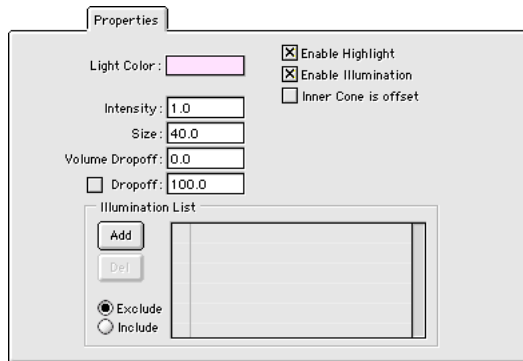 Properties
Light Color:
Enable Highlight
Enable Illumination
Inner Cone is offset
Intensity: 1.0
Size: 40.0
Volume Dropoff: 0.0
Dropoff: 100.0
Illumination List
Add
Del
Exclude
Include